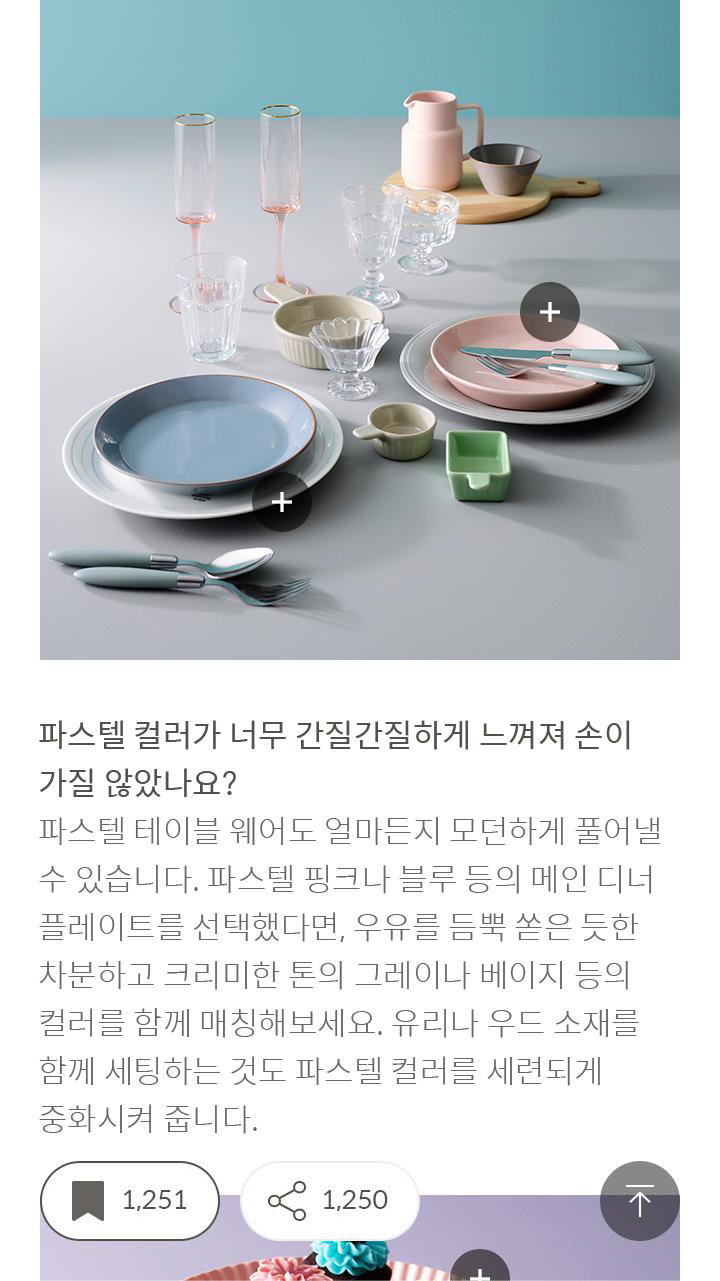 파스텔 컬러가 너무 간질간질하게 느껴져 손이
가질 않았나요?
파스텔 테이블 웨어도 얼마든지 모던하게 풀어낼
수 있습니다. 파스텔 핑크나 블루 등의 메인 디너
플레이트를 선택했다면, 우유를 듬뿍 쏟은 듯한
차분하고 크리미한 톤의 그레이나 베이지 등의
컬러를 함께 매칭해보세요. 유리나 우드 소재를
함께 세팅하는 것도 파스텔 컬러를 세련되게
중화시켜 줍니다.
1,251
1,250